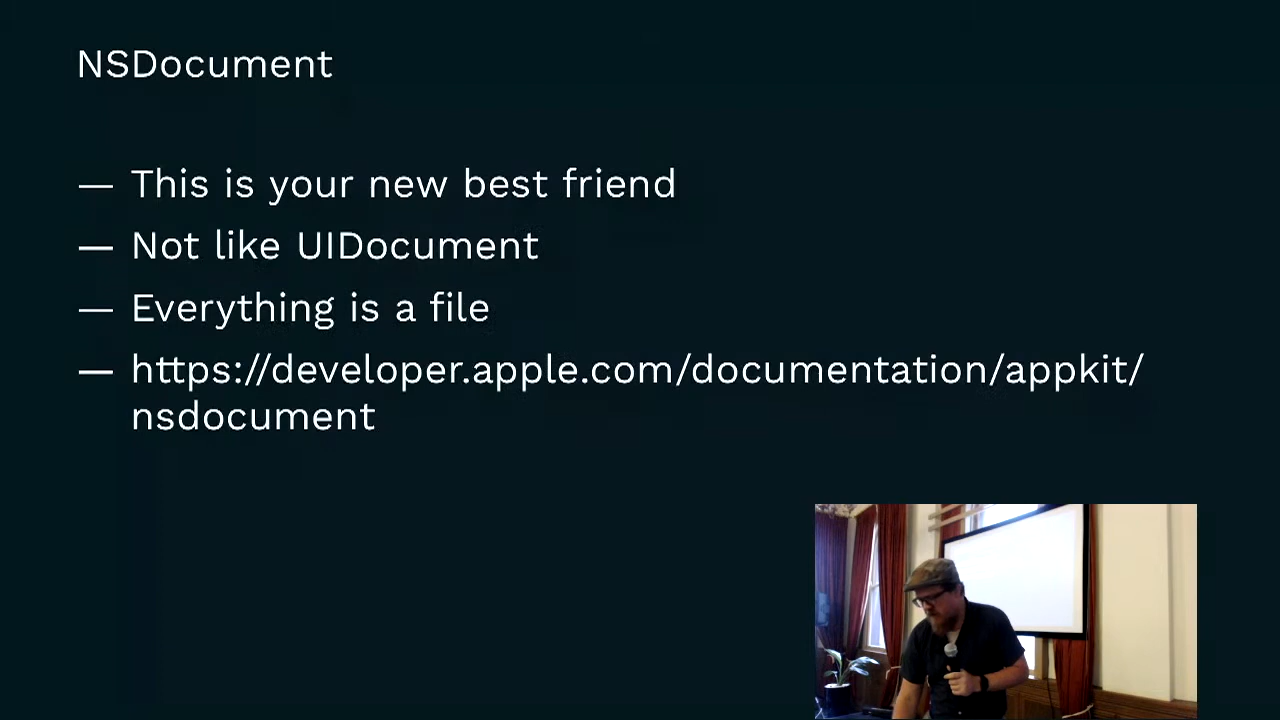 NSDocument
— This is your new best friend
— Not like UIDocument
— Everything is a file
— https://developer.apple.com/documentation/appkit/
nsdocument